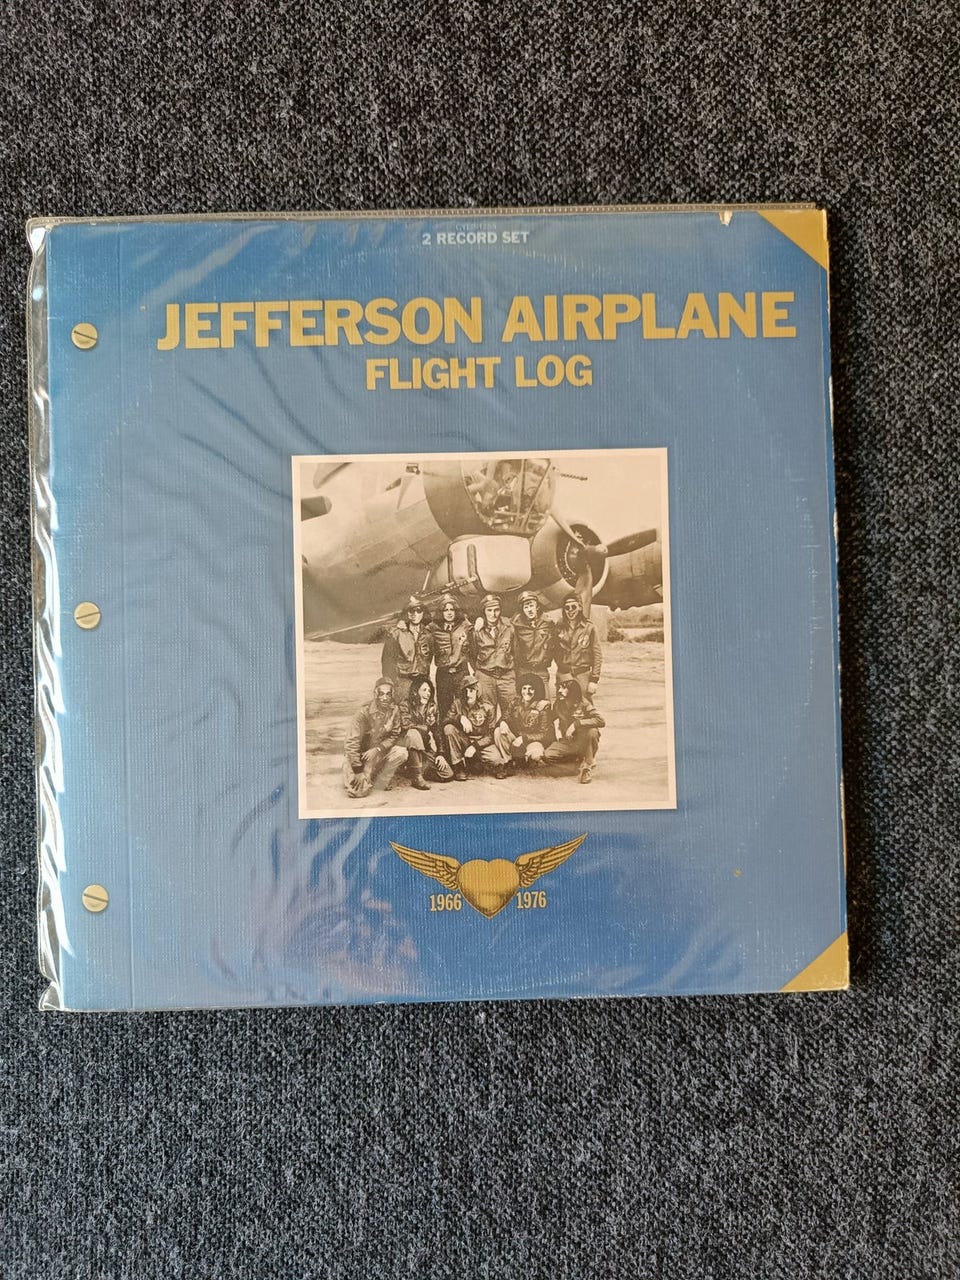 2 RECORD SET
JEFFERSON AIRPLANE
FLIGHT LOG
1966 1976